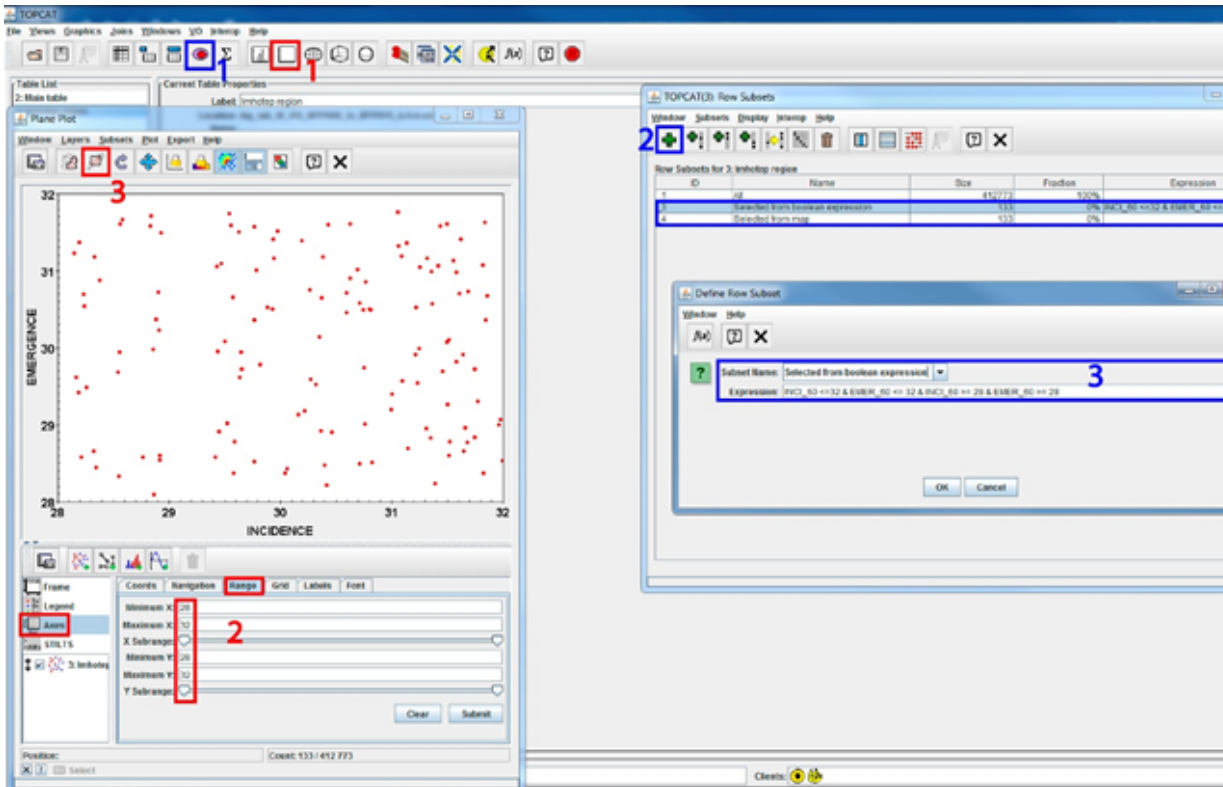 TOPCAT
File Views Graphics Joins Windows VO Interop Help
1
1
Table List
2: Main table
Current Table Properties
Label: Imhotep region
Plane Plot
Window Layers Subsets Plot Export Help
3
32
31
30
29
28
EMERGENCE
28 29 30 31 32
INCIDENCE
Frame
Legend
Axes
STILTS
3: Imhotep
Coords Navigation Range Grid Labels Font
Minimum X: 28
Maximum X: 32
X Subrange:
Minimum Y: 28
Maximum Y: 32
Y Subrange:
2
Clear Submit
Position:
Count: 133 / 412 773
Select
TOPCAT(3): Row Subsets
Window Subsets Display Interop Help
2
Row Subsets for 3: Imhotep region
ID Name Size Fraction Expression
1 All 412773 100%
3 Selected from boolean expression 133 0% INCI_60 <=32 & EMER_60 <=
4 Selected from map 133 0%
Define Row Subset
Window Help
Subset Name: Selected from boolean expression
Expression: INCI_60 <=32 & EMER_60 <= 32 & INCI_60 >= 28 & EMER_60 >= 28
3
OK Cancel
Clients: